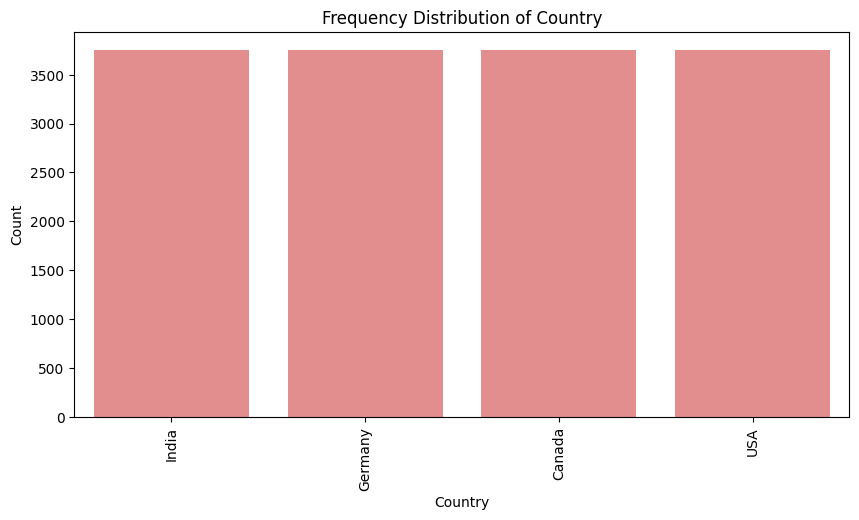 Frequency Distribution of Country
Count
3500
3000
2500
2000
1500
1000
500
0
India
Germany
Canada
USA
Country